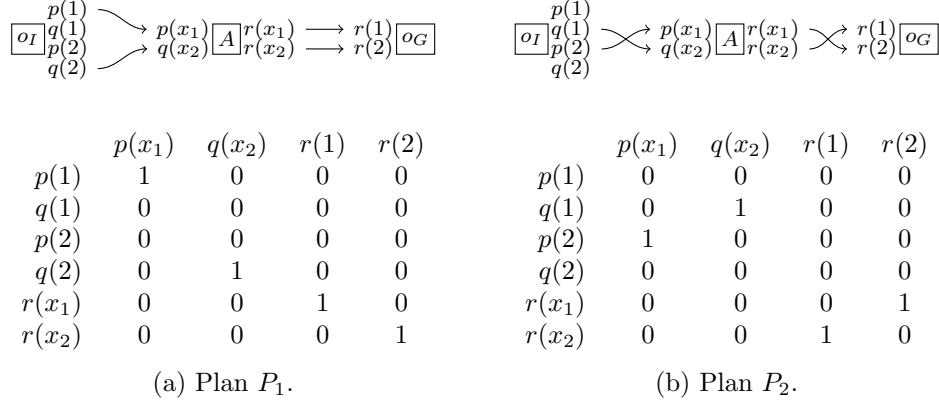 p(1)
q(1)
p(2)
q(2)
o_I
p(x_1)
q(x_2)
A
r(x_1)
r(x_2)
r(1)
r(2)
o_G
p(x_1) q(x_2) r(1) r(2)
p(1) 1 0 0 0
q(1) 0 0 0 0
p(2) 0 0 0 0
q(2) 0 1 0 0
r(x_1) 0 0 1 0
r(x_2) 0 0 0 1
(a) Plan P_1.
p(1)
q(1)
p(2)
q(2)
o_I
p(x_1)
q(x_2)
A
r(x_1)
r(x_2)
r(1)
r(2)
o_G
p(x_1) q(x_2) r(1) r(2)
p(1) 0 0 0 0
q(1) 0 1 0 0
p(2) 1 0 0 0
q(2) 0 0 0 0
r(x_1) 0 0 0 1
r(x_2) 0 0 1 0
(b) Plan P_2.